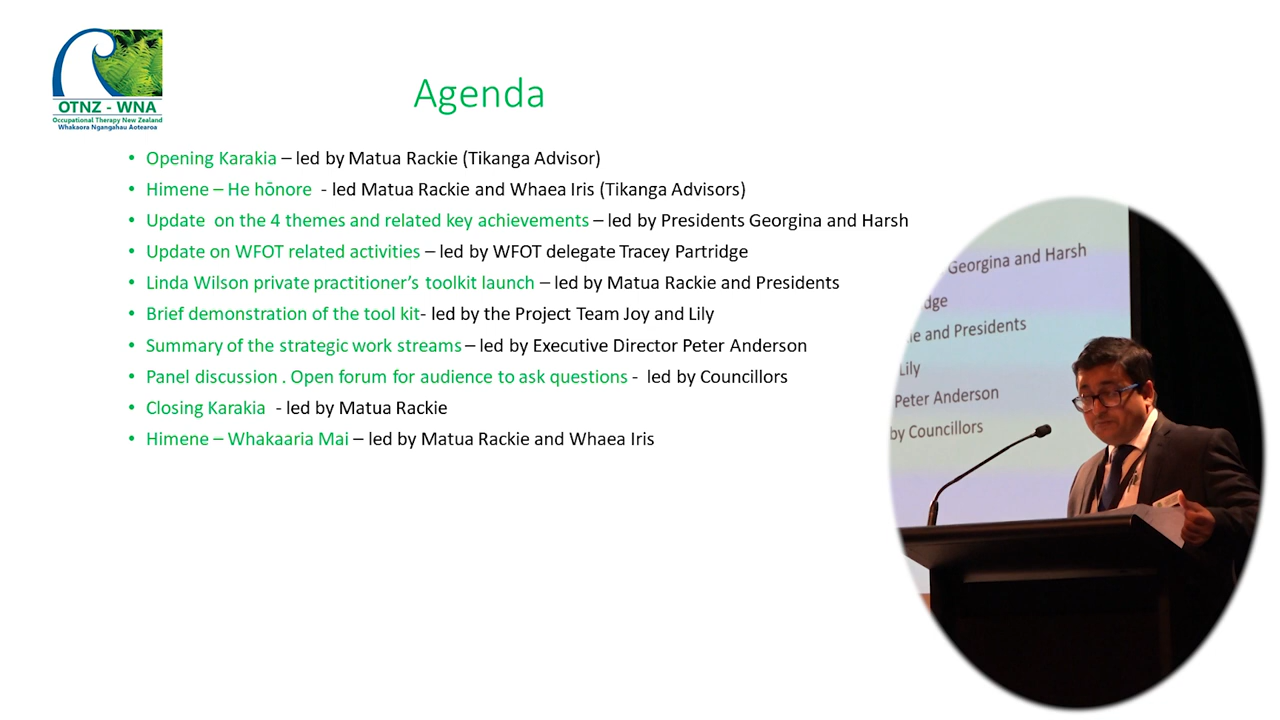 OTNZ - WNA
Occupational Therapy New Zealand
Whakaora Ngangahau Aotearoa
Agenda
• Opening Karakia – led by Matua Rackie (Tikanga Advisor)
• Himene – He hōnore - led Matua Rackie and Whaea Iris (Tikanga Advisors)
• Update on the 4 themes and related key achievements – led by Presidents Georgina and Harsh
• Update on WFOT related activities – led by WFOT delegate Tracey Partridge
• Linda Wilson private practitioner’s toolkit launch – led by Matua Rackie and Presidents
• Brief demonstration of the tool kit- led by the Project Team Joy and Lily
• Summary of the strategic work streams – led by Executive Director Peter Anderson
• Panel discussion . Open forum for audience to ask questions - led by Councillors
• Closing Karakia - led by Matua Rackie
• Himene – Whakaaria Mai – led by Matua Rackie and Whaea Iris
Georgina and Harsh
dge
ie and Presidents
Lily
Peter Anderson
by Councillors